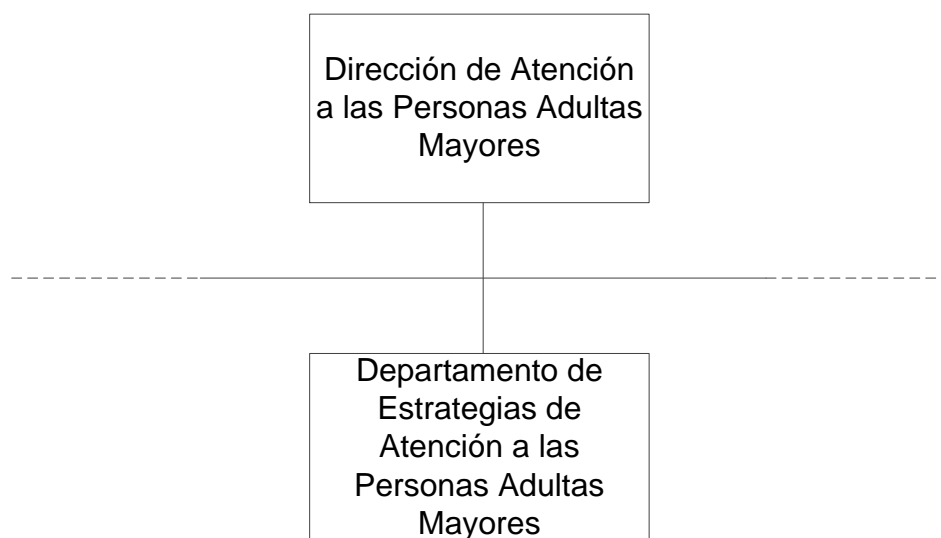 Dirección de Atención
a las Personas Adultas
Mayores
Departamento de
Estrategias de
Atención a las
Personas Adultas
Mayores